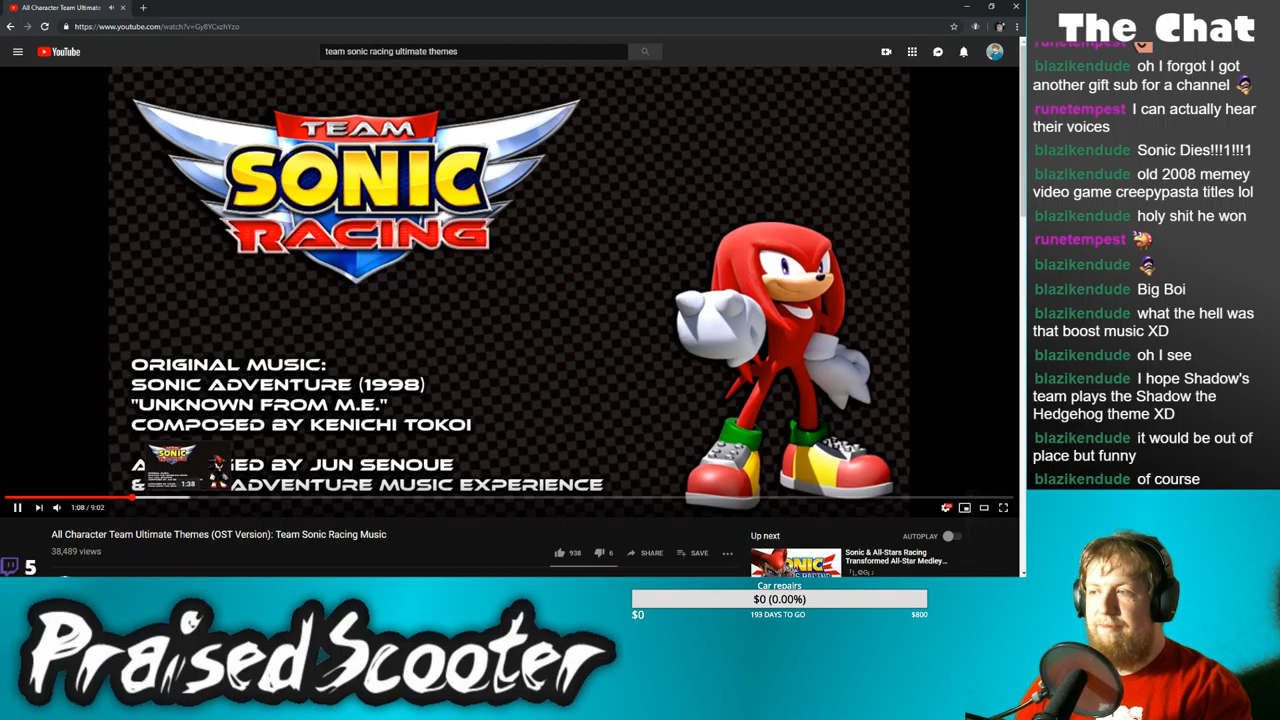 All Character Team Ultimate
https://www.youtube.com/watch?v=Gy8YCxzhYzo
YouTube
team sonic racing ultimate themes
TEAM
SONIC
RACING
ORIGINAL MUSIC:
SONIC ADVENTURE (1998)
"UNKNOWN FROM M.E."
COMPOSED BY KENICHI TOKOI
ED BY JUN SENOUE
ADVENTURE MUSIC EXPERIENCE
1:38
1:08 / 9:02
All Character Team Ultimate Themes (OST Version): Team Sonic Racing Music
38,489 views
938
6
SHARE
SAVE
Up next
AUTOPLAY
Sonic & All-Stars Racing
Transformed All-Star Medley...
5
PraisedScooter
Car repairs
$0 (0.00%)
$0
193 DAYS TO GO
$800
The Chat
runetempest
blazikendude oh I forgot I got
another gift sub for a channel
runetempest I can actually hear
their voices
blazikendude Sonic Dies!!!1!!!1
blazikendude old 2008 memey
video game creepypasta titles lol
blazikendude holy shit he won
runetempest
blazikendude
blazikendude Big Boi
blazikendude what the hell was
that boost music XD
blazikendude oh I see
blazikendude I hope Shadow's
team plays the Shadow the
Hedgehog theme XD
blazikendude it would be out of
place but funny
blazikendude of course